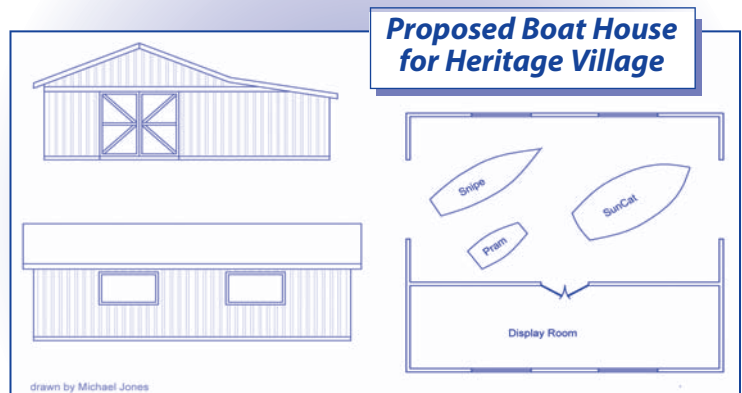 Proposed Boat House
for Heritage Village
Snipe
SunCat
Pram
Display Room
drawn by Michael Jones